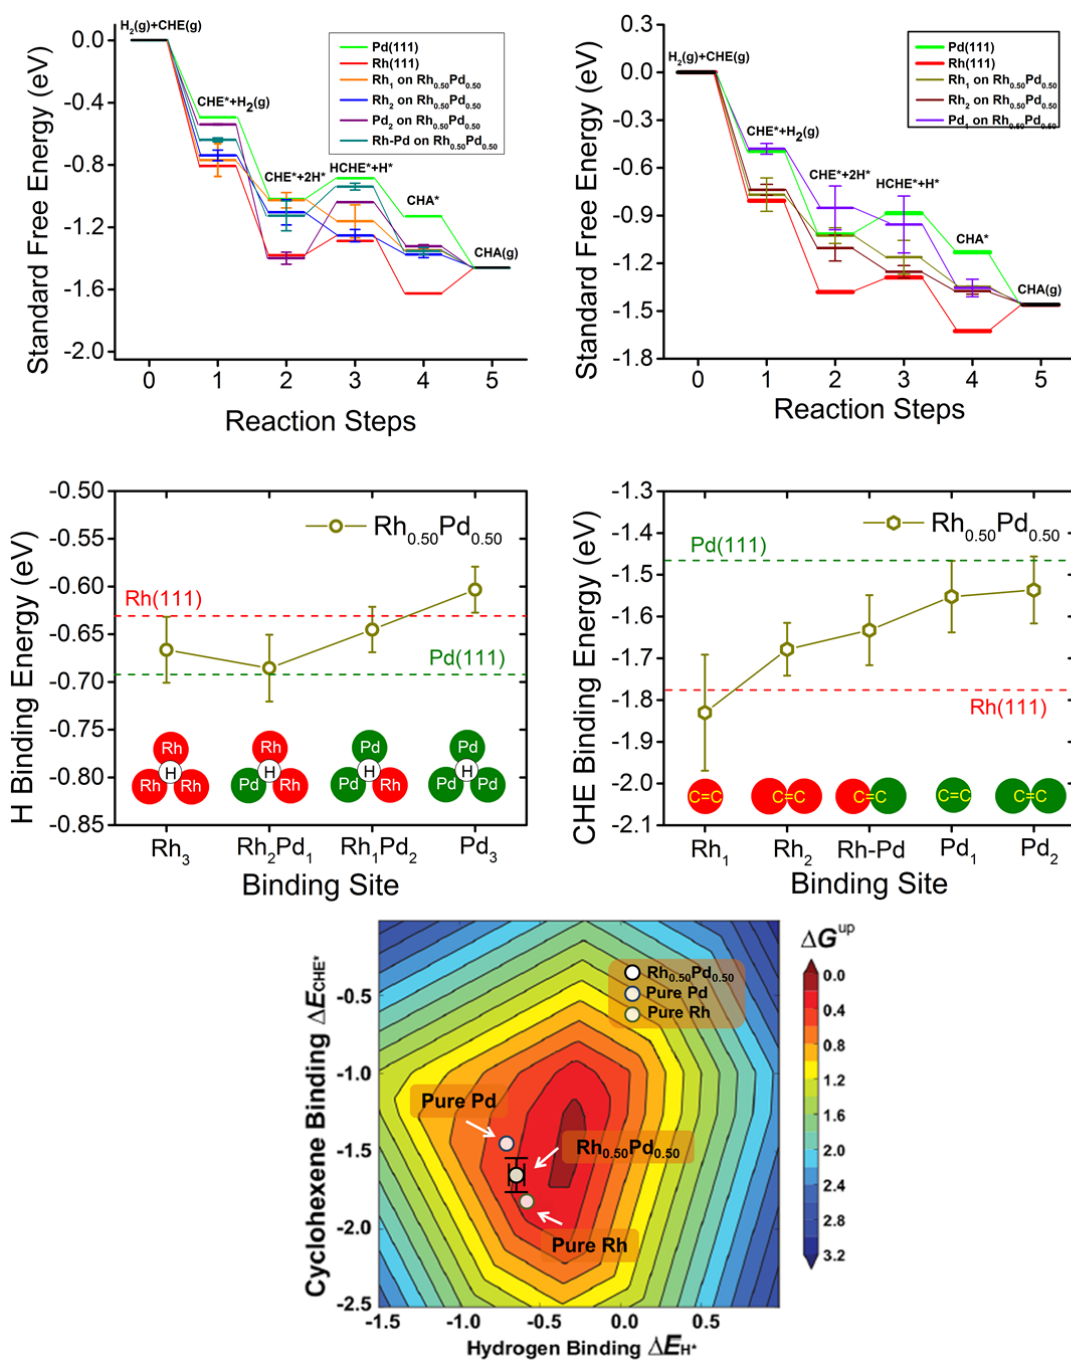 H2(g)+CHE(g)
Pd(111)
Rh(111)
Rh1 on Rh0.50Pd0.50
Rh2 on Rh0.50Pd0.50
Pd2 on Rh0.50Pd0.50
Rh-Pd on Rh0.50Pd0.50
CHE*+H2(g)
CHE*+2H*
HCHE*+H*
CHA*
CHA(g)
0.0
-0.4
-0.8
-1.2
-1.6
-2.0
Standard Free Energy (eV)
0 1 2 3 4 5
Reaction Steps
H2(g)+CHE(g)
Pd(111)
Rh(111)
Rh1 on Rh0.50Pd0.50
Rh2 on Rh0.50Pd0.50
Pd1 on Rh0.50Pd0.50
CHE*+H2(g)
CHE*+2H*
HCHE*+H*
CHA*
CHA(g)
0.3
0.0
-0.3
-0.6
-0.9
-1.2
-1.5
-1.8
Standard Free Energy (eV)
0 1 2 3 4 5
Reaction Steps
-0.50
-0.55
-0.60
-0.65
-0.70
-0.75
-0.80
-0.85
H Binding Energy (eV)
Rh0.50Pd0.50
Rh(111)
Pd(111)
Rh Rh Pd Pd
H H H H
Rh Rh Pd Rh Pd Rh Pd Pd
Rh3 Rh2Pd1 Rh1Pd2 Pd3
Binding Site
-1.3
-1.4
-1.5
-1.6
-1.7
-1.8
-1.9
-2.0
-2.1
CHE Binding Energy (eV)
Rh0.50Pd0.50
Pd(111)
Rh(111)
C=C C=C C=C C=C C=C
Rh1 Rh2 Rh-Pd Pd1 Pd2
Binding Site
Cyclohexene Binding ΔECHE*
-0.5
-1.0
-1.5
-2.0
-2.5
Rh0.50Pd0.50
Pure Pd
Pure Rh
Pure Pd
Rh0.50Pd0.50
Pure Rh
-1.5 -1.0 -0.5 0.0 0.5
Hydrogen Binding ΔEH*
ΔGup
0.0
0.4
0.8
1.2
1.6
2.0
2.4
2.8
3.2